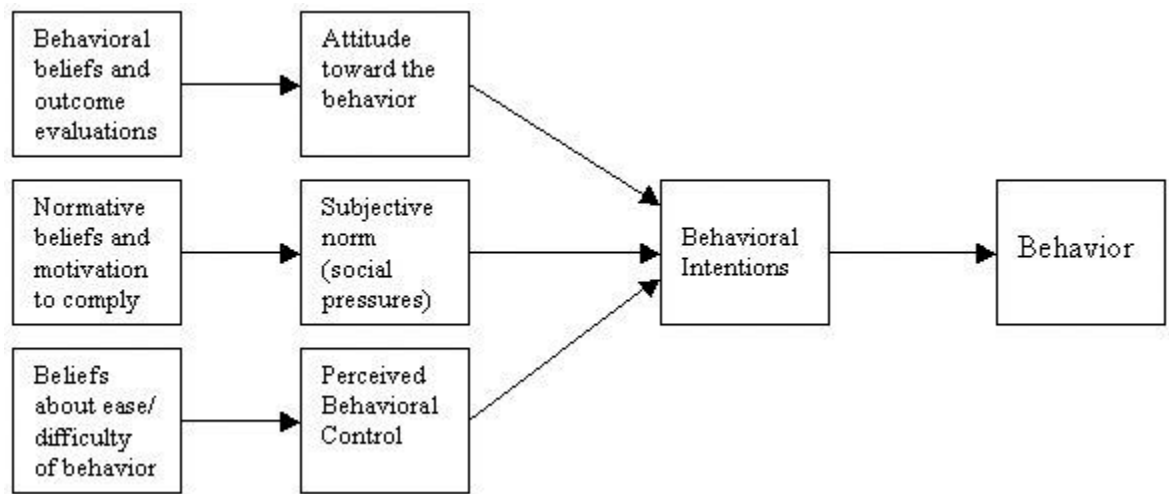 Behavioral
beliefs and
outcome
evaluations
Attitude
toward the
behavior
Normative
beliefs and
motivation
to comply
Subjective
norm
(social
pressures)
Behavioral
Intentions
Behavior
Beliefs
about ease/
difficulty
of behavior
Perceived
Behavioral
Control